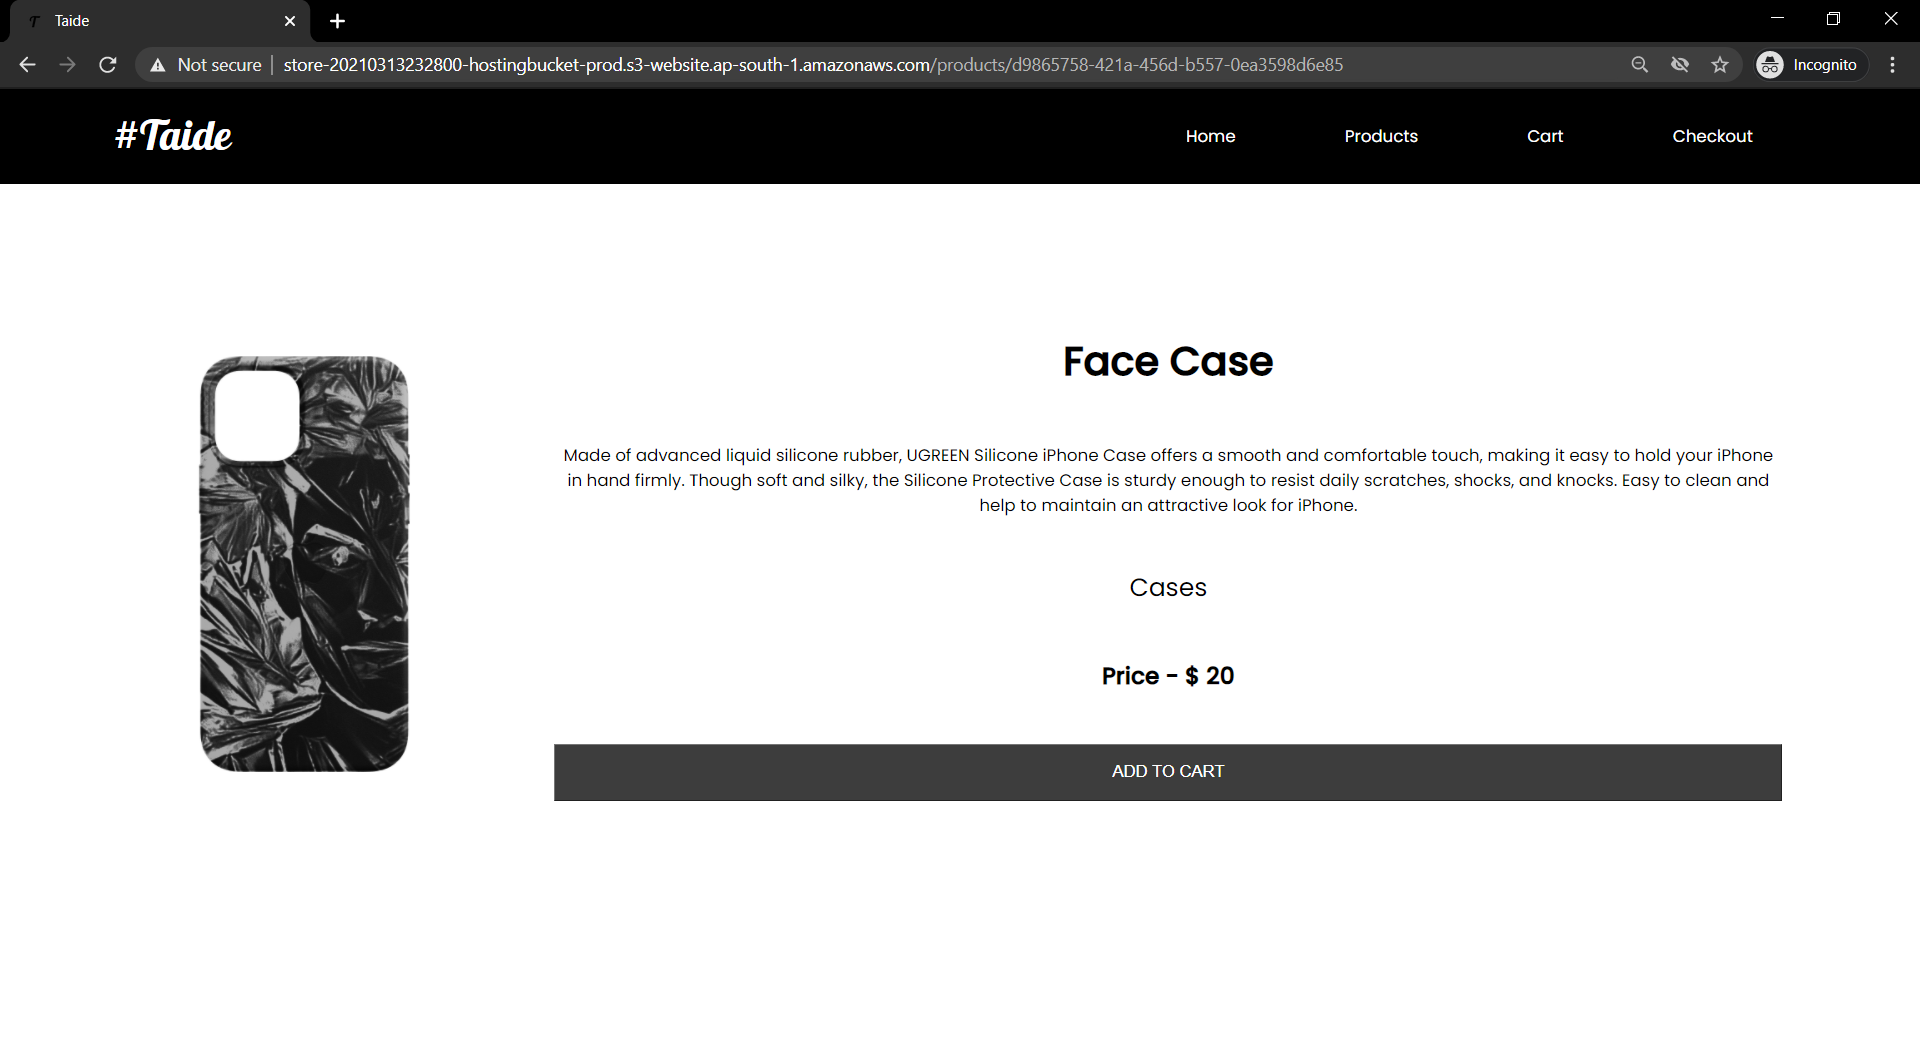 Taide
Not secure
store-20210313232800-hostingbucket-prod.s3-website.ap-south-1.amazonaws.com/products/d9865758-421a-456d-b557-0ea3598d6e85
Incognito
#Taide
Home
Products
Cart
Checkout
Face Case
Made of advanced liquid silicone rubber, UGREEN Silicone iPhone Case offers a smooth and comfortable touch, making it easy to hold your iPhone
in hand firmly. Though soft and silky, the Silicone Protective Case is sturdy enough to resist daily scratches, shocks, and knocks. Easy to clean and
help to maintain an attractive look for iPhone.
Cases
Price - $ 20
ADD TO CART